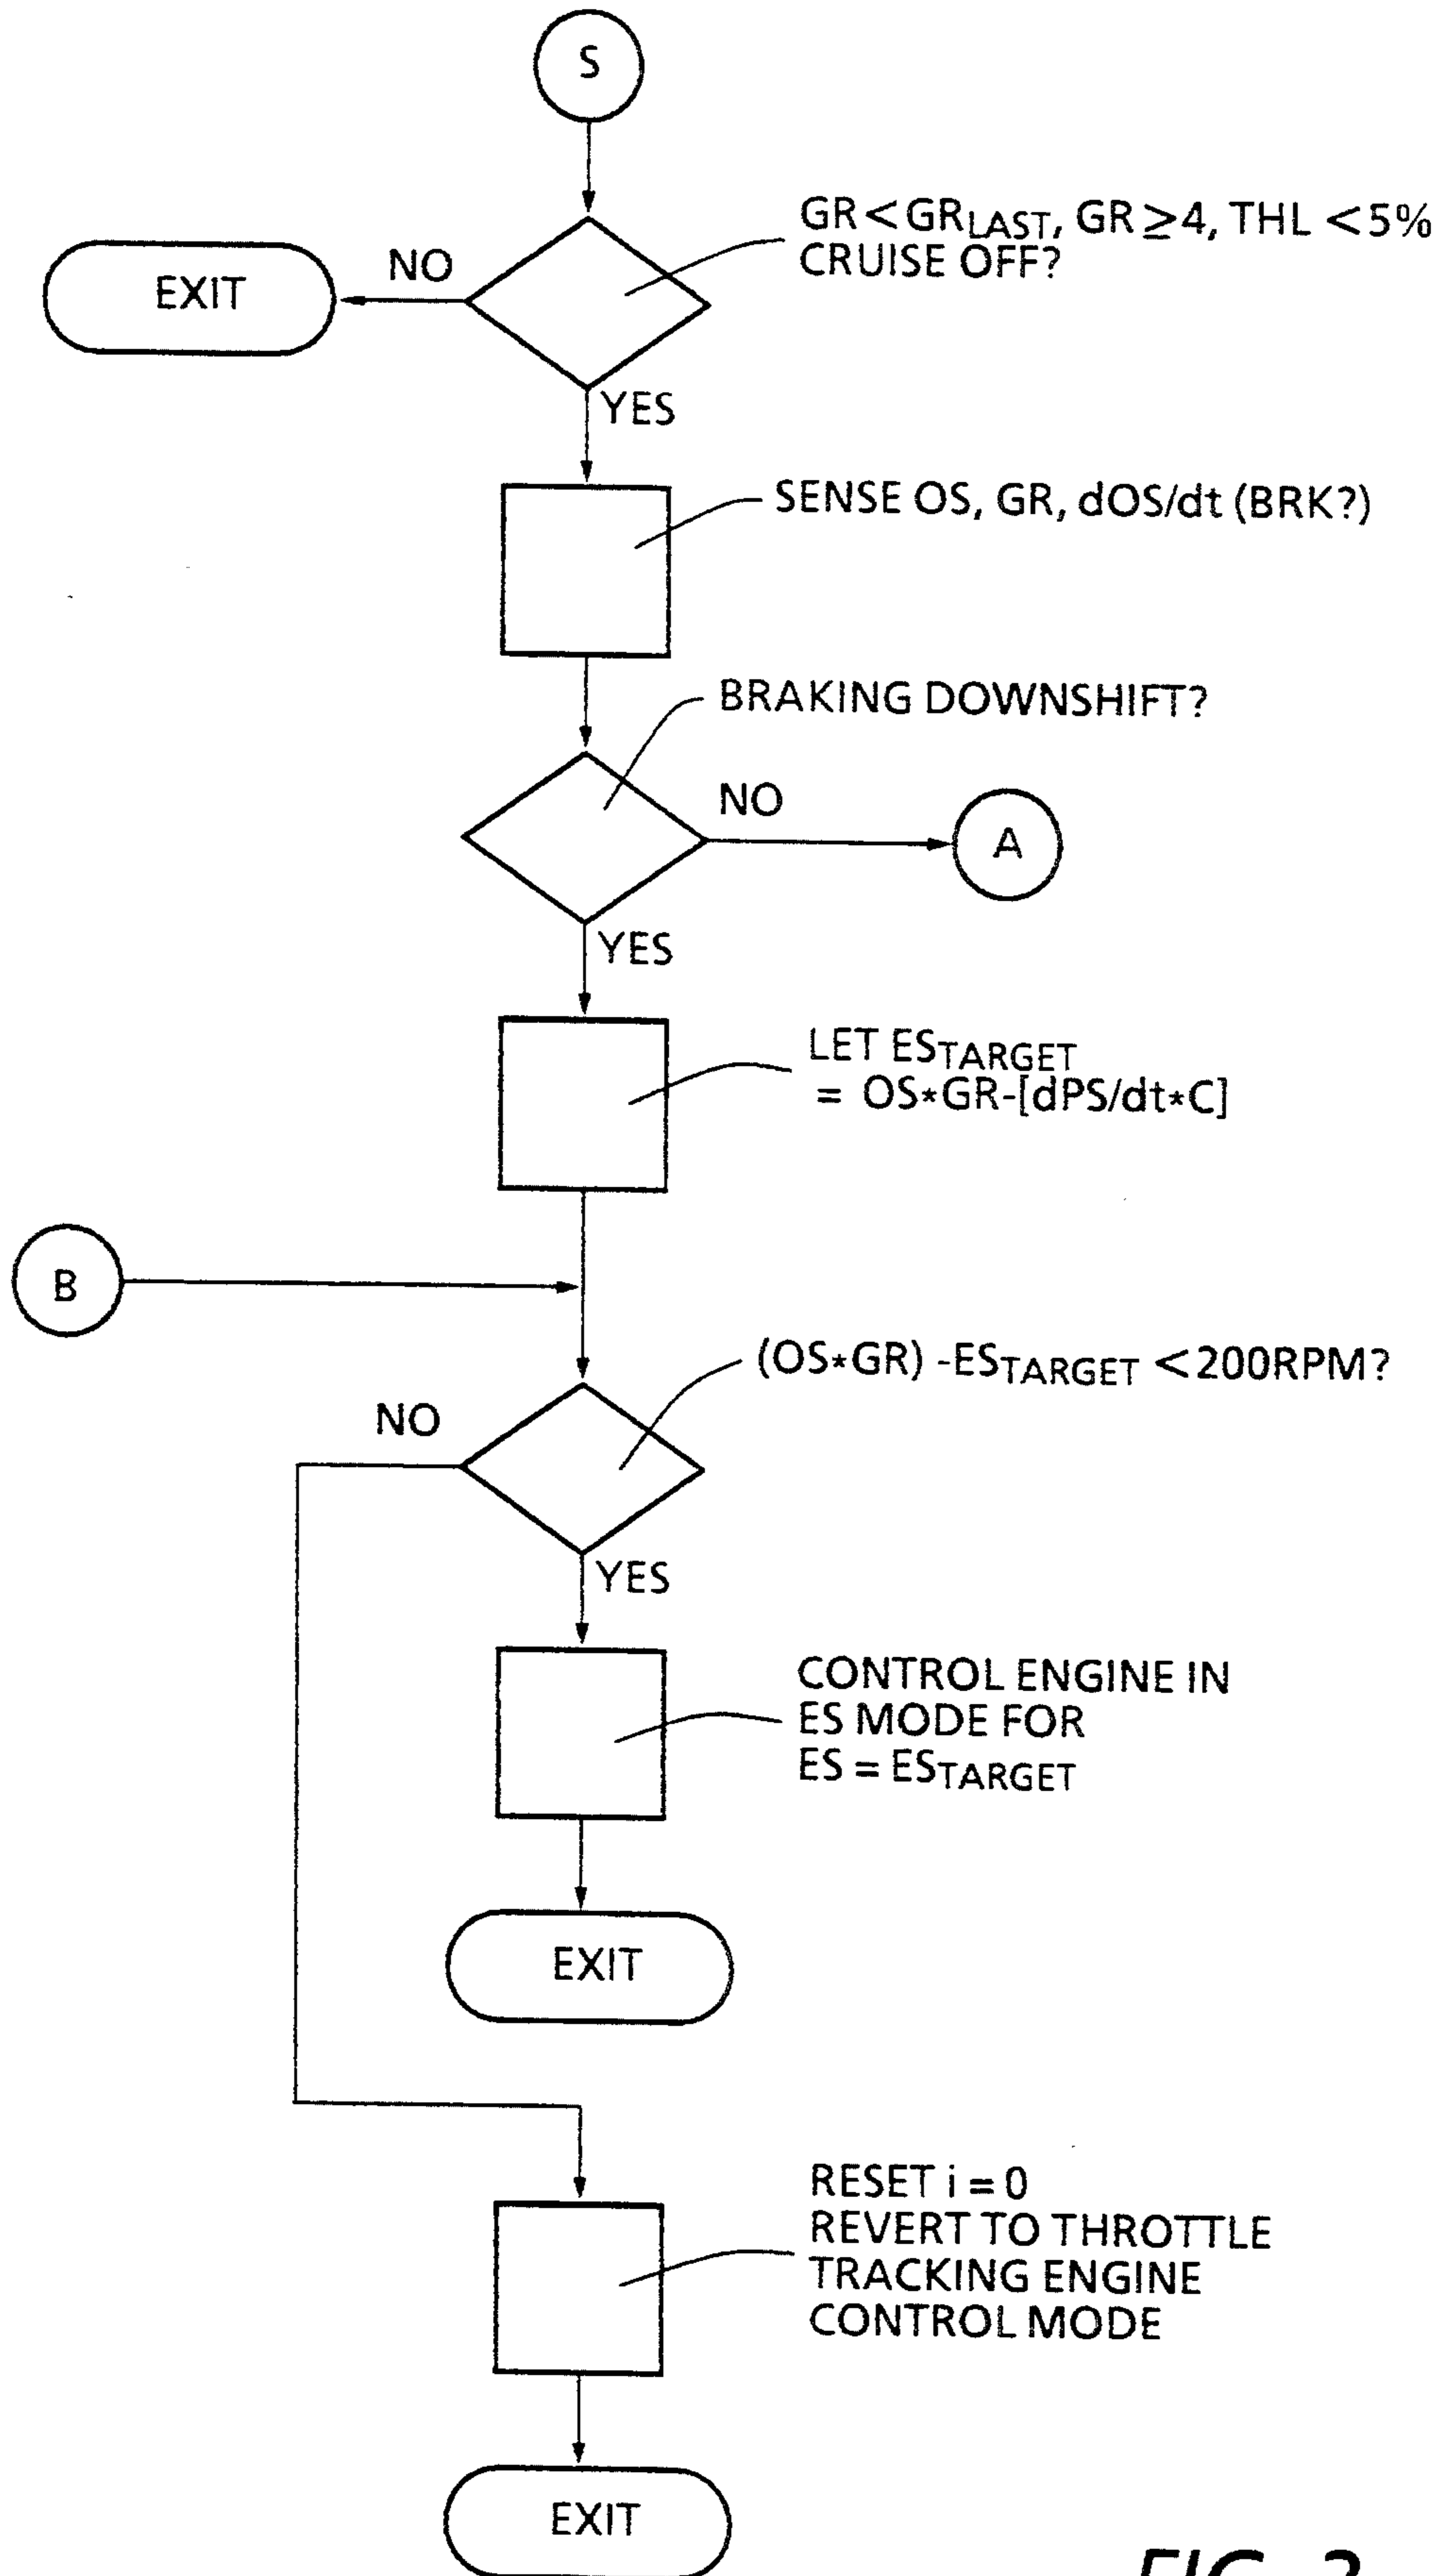 S
GR<GRLAST, GR≥4, THL <5%
CRUISE OFF?
NO
EXIT
YES
SENSE OS, GR, dOS/dt (BRK?)
BRAKING DOWNSHIFT?
NO
A
YES
LET ESTARGET
= OS*GR-[dPS/dt*C]
B
(OS*GR) -ESTARGET <200RPM?
NO
YES
CONTROL ENGINE IN
ES MODE FOR
ES = ESTARGET
EXIT
RESET i = 0
REVERT TO THROTTLE
TRACKING ENGINE
CONTROL MODE
EXIT